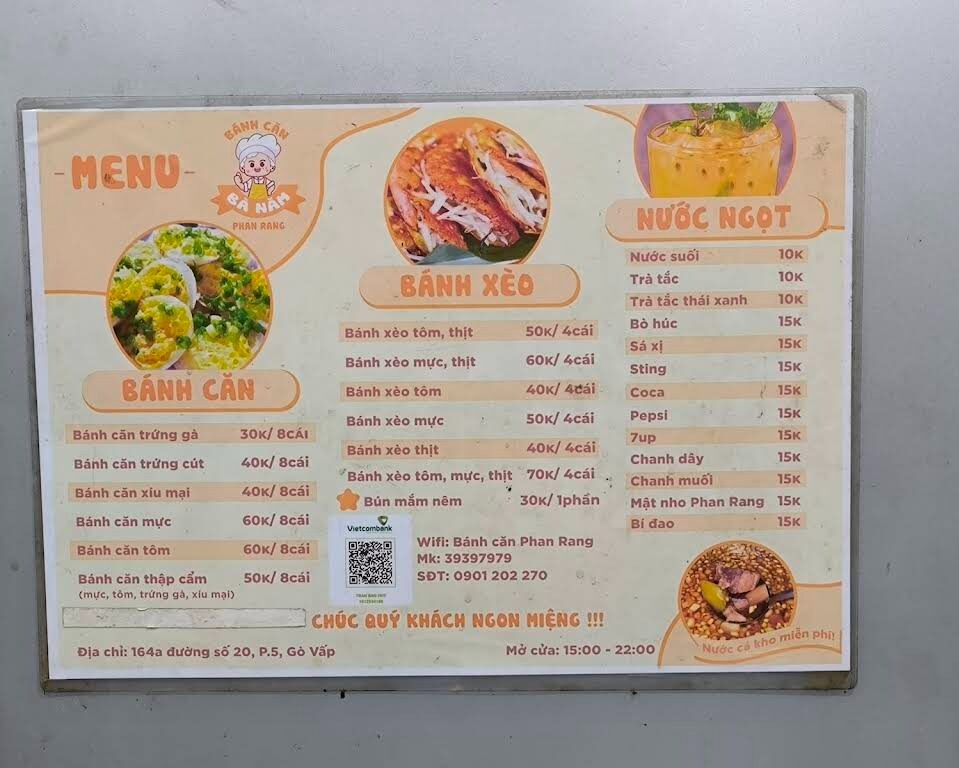 MENU
BÁNH CĂN
BÀ NĂM
PHAN RANG
BÁNH CĂN
Bánh căn trứng gà 30K/ 8CÁI
Bánh căn trứng cút 40K/ 8cái
Bánh căn xíu mại 40K/ 8cái
Bánh căn mực 60K/ 8cái
Bánh căn tôm 60K/ 8cái
Bánh căn thập cẩm 50K/ 8cái
(mực, tôm, trứng gà, xíu mại)
BÁNH XÈO
Bánh xèo tôm, thịt 50K/ 4cái
Bánh xèo mực, thịt 60K/ 4cái
Bánh xèo tôm 40K/ 4cái
Bánh xèo mực 50K/ 4cái
Bánh xèo thịt 40K/ 4cái
Bánh xèo tôm, mực, thịt 70K/ 4cái
Bún mắm nêm 30K/ 1phần
Vietcombank
Wifi: Bánh căn Phan Rang
Mk: 39397979
SĐT: 0901 202 270
NƯỚC NGỌT
Nước suối 10K
Trà tắc 10K
Trà tắc thái xanh 10K
Bò húc 15K
Sá xị 15K
Sting 15K
Coca 15K
Pepsi 15K
7up 15K
Chanh dây 15K
Chanh muối 15K
Mật nho Phan Rang 15K
Bí đao 15K
Nước cá kho miễn phí!
CHÚC QUÝ KHÁCH NGON MIỆNG !!!
Địa chỉ: 164a đường số 20, P.5, Gò Vấp
Mở cửa: 15:00 - 22:00